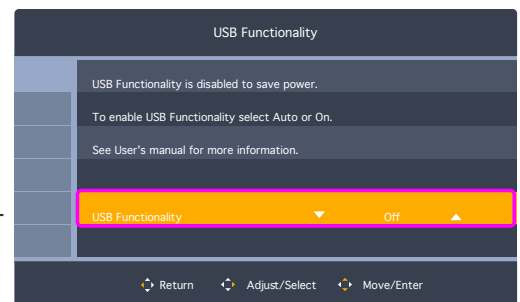 USB Functionality
USB Functionality is disabled to save power.
To enable USB Functionality select Auto or On.
See User's manual for more information.
USB Functionality Off
Return Adjust/Select Move/Enter